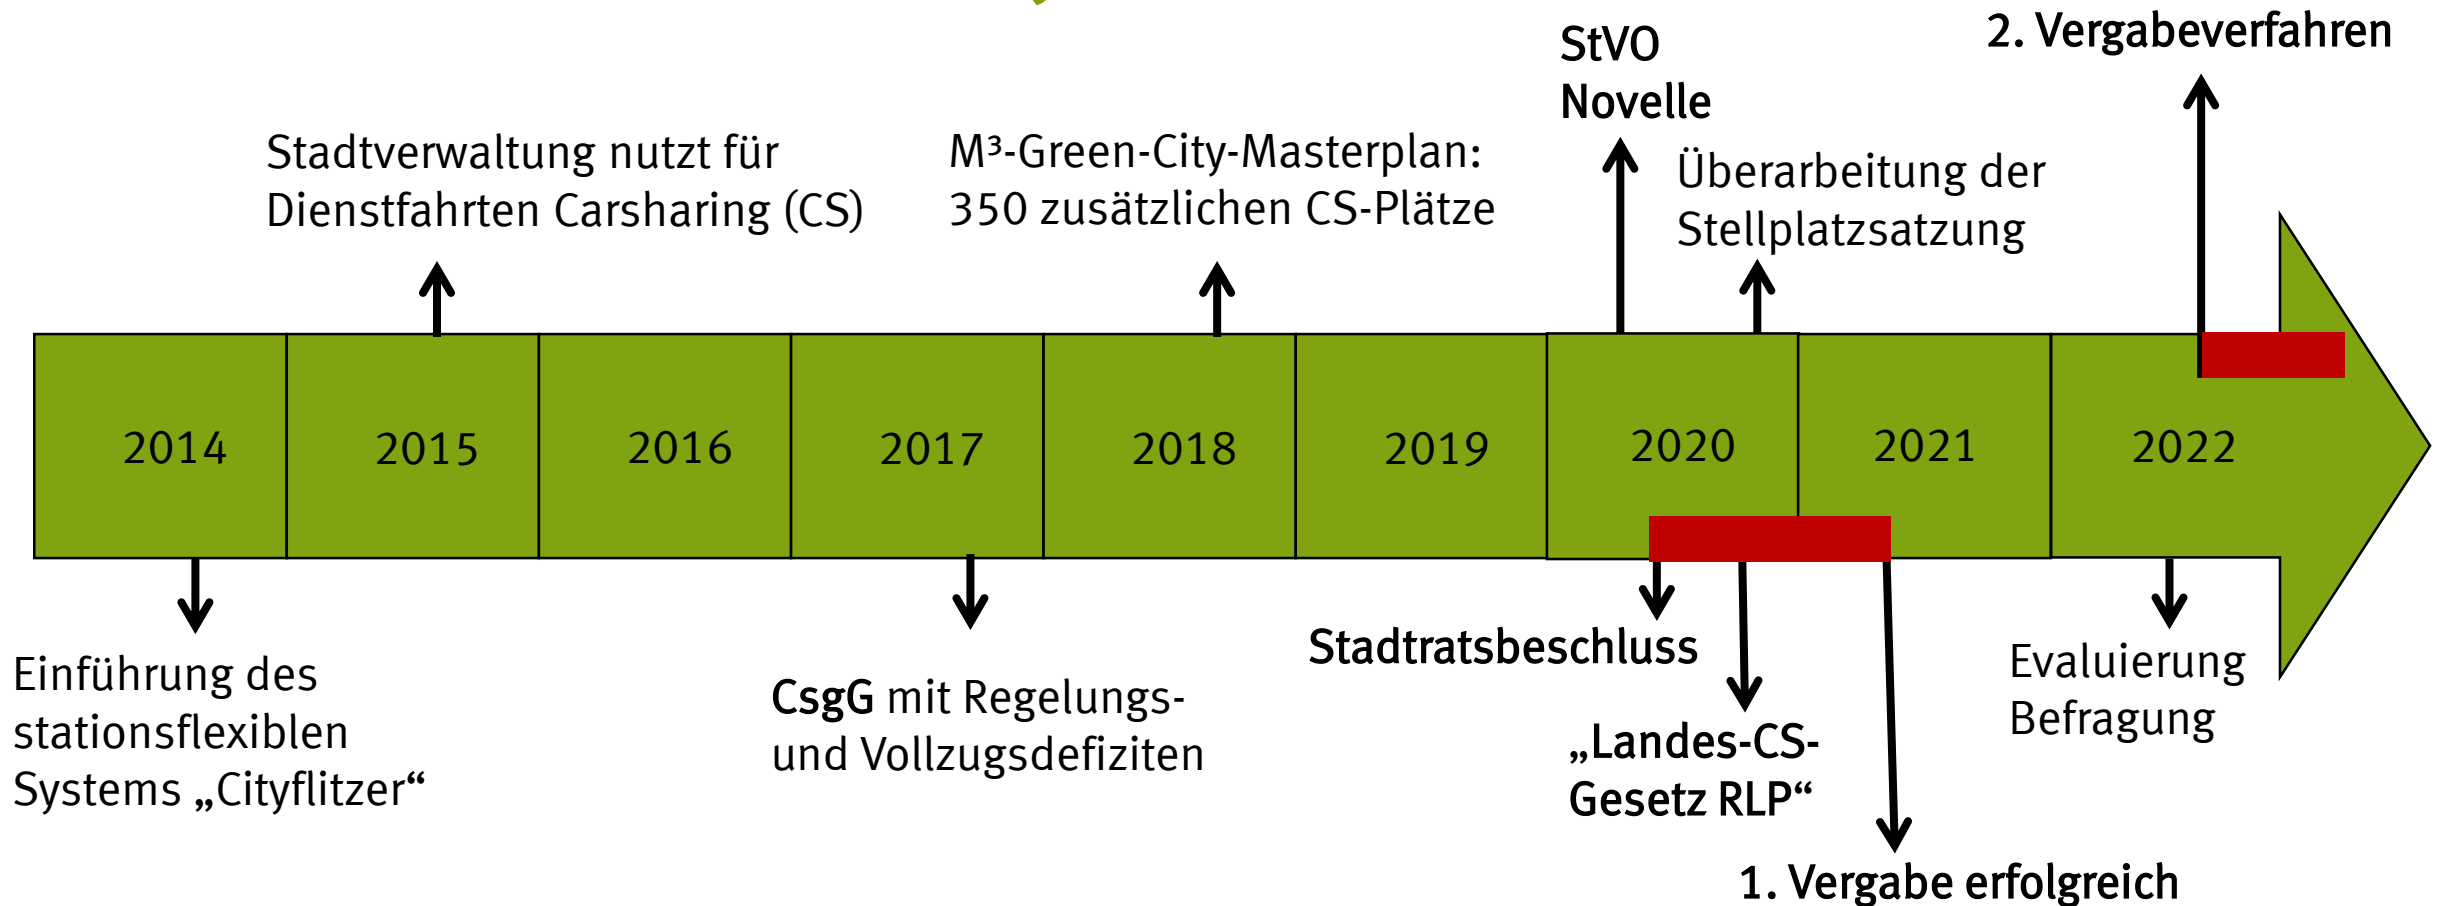 2. Vergabeverfahren
StVO
Novelle
Stadtverwaltung nutzt für
Dienstfahrten Carsharing (CS)
M³-Green-City-Masterplan:
350 zusätzlichen CS-Plätze
Überarbeitung der
Stellplatzsatzung
2014
2015
2016
2017
2018
2019
2020
2021
2022
Einführung des
stationsflexiblen
Systems „Cityflitzer“
CsgG mit Regelungs-
und Vollzugsdefiziten
Stadtratsbeschluss
„Landes-CS-
Gesetz RLP“
1. Vergabe erfolgreich
Evaluierung
Befragung